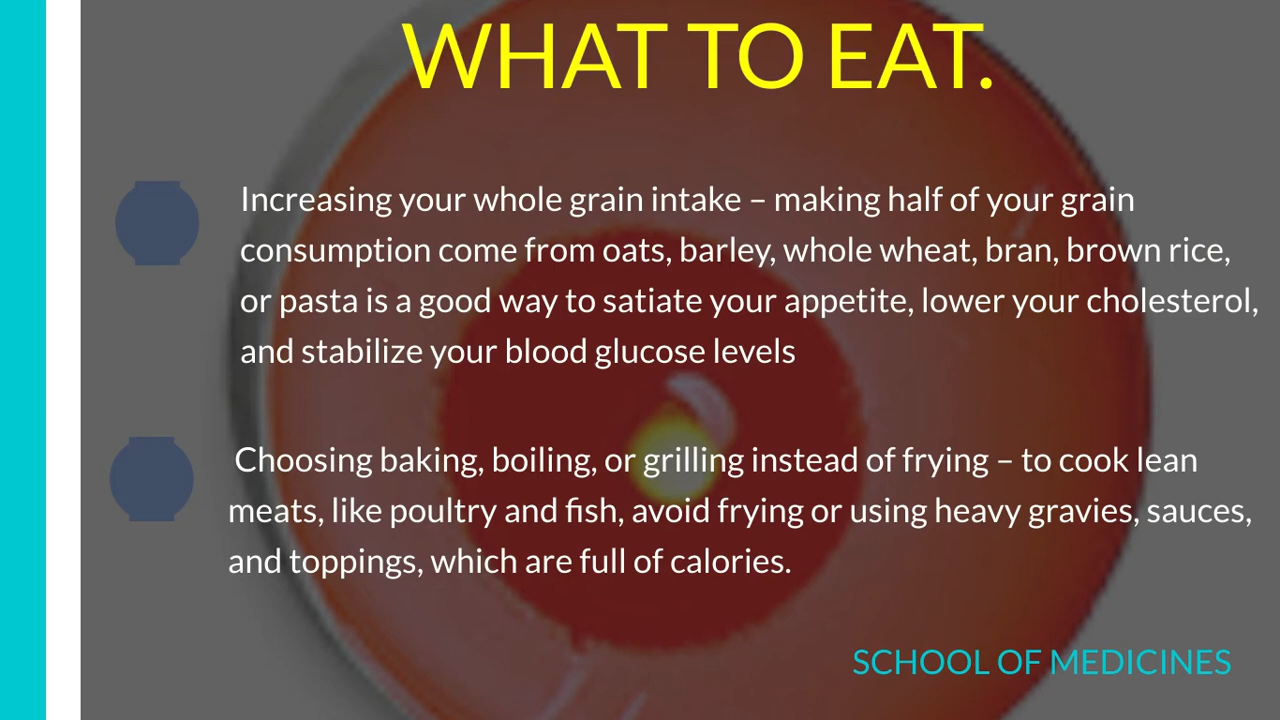 WHAT TO EAT.
Increasing your whole grain intake – making half of your grain
consumption come from oats, barley, whole wheat, bran, brown rice,
or pasta is a good way to satiate your appetite, lower your cholesterol,
and stabilize your blood glucose levels
Choosing baking, boiling, or grilling instead of frying – to cook lean
meats, like poultry and fish, avoid frying or using heavy gravies, sauces,
and toppings, which are full of calories.
SCHOOL OF MEDICINES